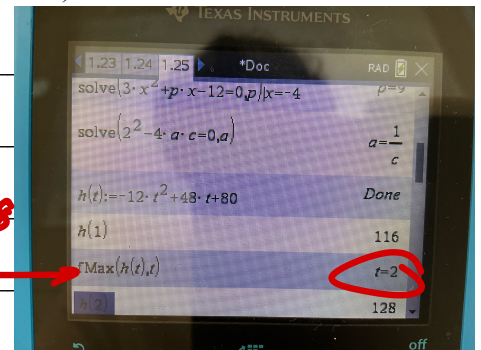 TEXAS INSTRUMENTS
1.23 1.24 1.25 *Doc RAD
solve(3·x²+p·x−12=0,p)|x=−4 p=9
solve(2²−4·a·c=0,a) a=1/c
h(t):=−12·t²+48·t+80 Done
h(1) 116
fMax(h(t),t) t=2
h(2) 128
off